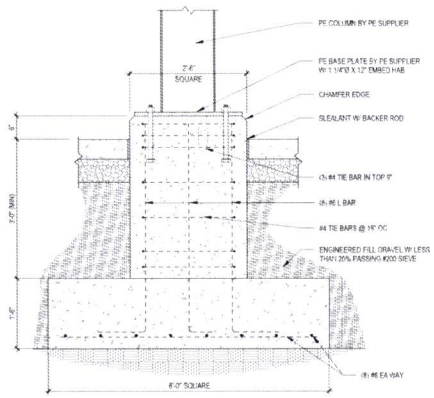 PE COLUMN BY PE SUPPLIER
2'-6"
SQUARE
PE BASE PLATE BY PE SUPPLIER
W/ 1 1/4"Ø X 12" EMBED HAB
CHAMFER EDGE
SLEALANT W/ BACKER ROD
6"
(3) #4 TIE BAR IN TOP 9"
3'-0" (MIN)
(8) #6 L BAR
#4 TIE BARS @ 18" OC
ENGINEERED FILL GRAVEL W/ LESS
THAN 20% PASSING #200 SIEVE
1'-6"
(8) #6 EA WAY
6'-0" SQUARE